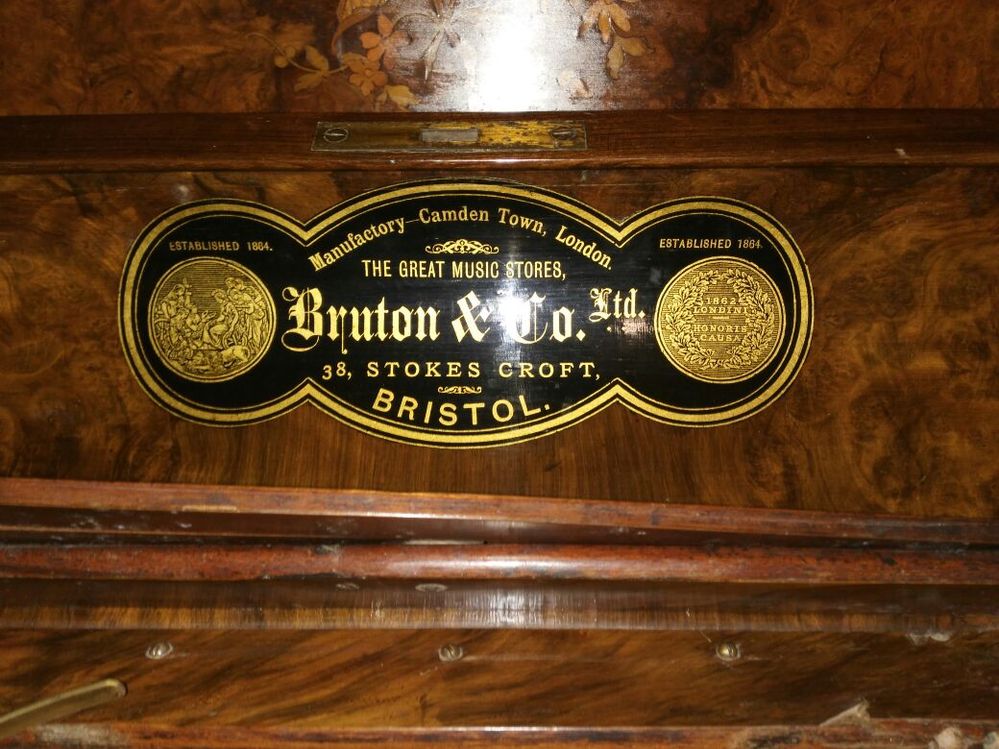 Manufactory—Camden Town, London.
ESTABLISHED 1864.
ESTABLISHED 1864.
THE GREAT MUSIC STORES,
Bruton & Co. Ltd.
1862
LONDINI
HONORIS
CAUSA
38, STOKES CROFT,
BRISTOL.